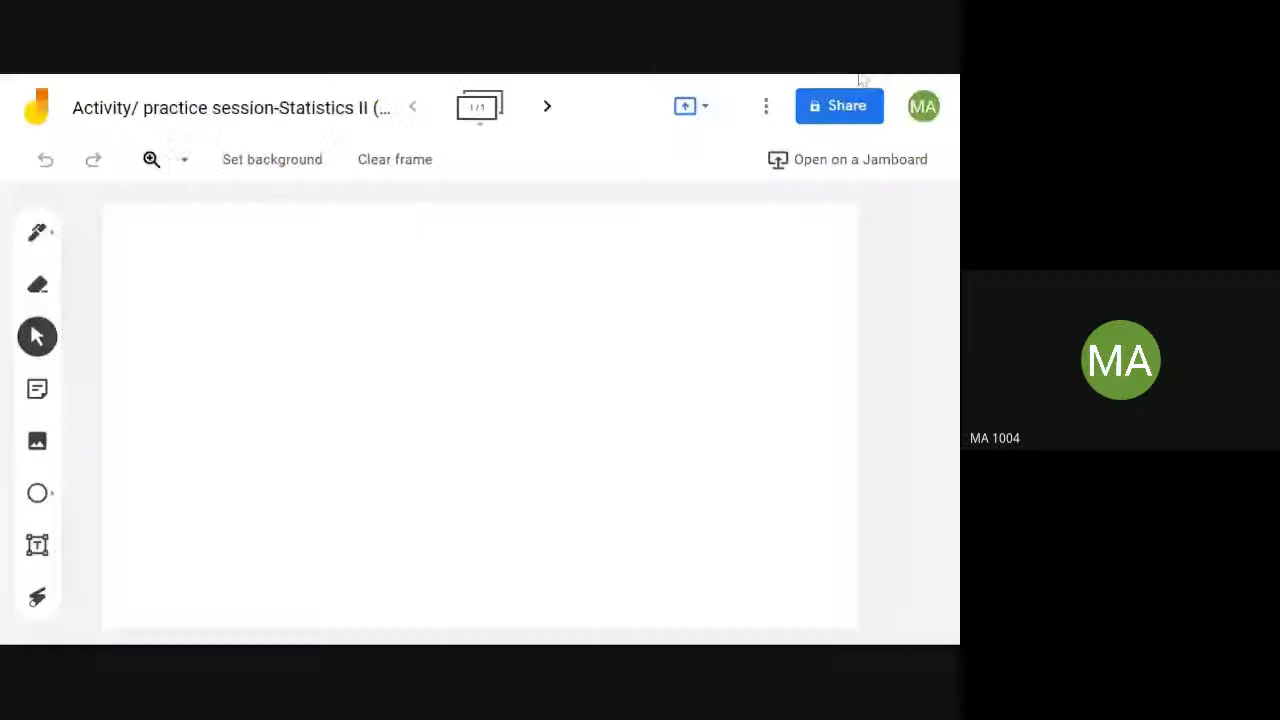 Activity/ practice session-Statistics II (...
1/1
Share
MA
Set background
Clear frame
Open on a Jamboard
T
MA
MA 1004